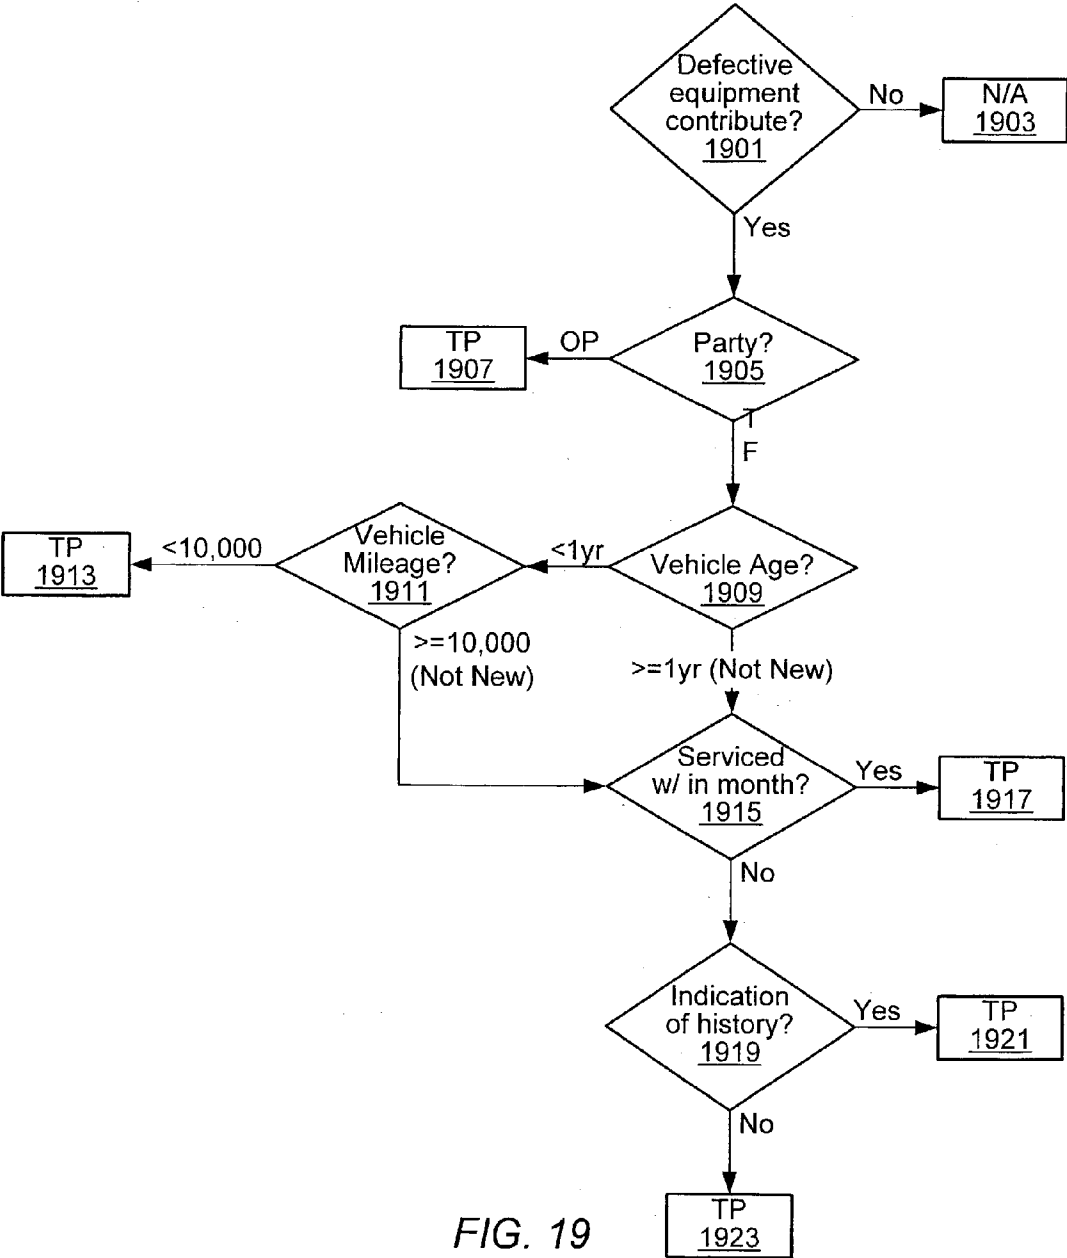 Defective
equipment
contribute?
1901
No
N/A
1903
Yes
Party?
1905
OP
TP
1907
T
F
Vehicle Age?
1909
<1yr
Vehicle
Mileage?
1911
<10,000
TP
1913
>=10,000
(Not New)
>=1yr (Not New)
Serviced
w/ in month?
1915
Yes
TP
1917
No
Indication
of history?
1919
Yes
TP
1921
No
TP
1923
FIG. 19